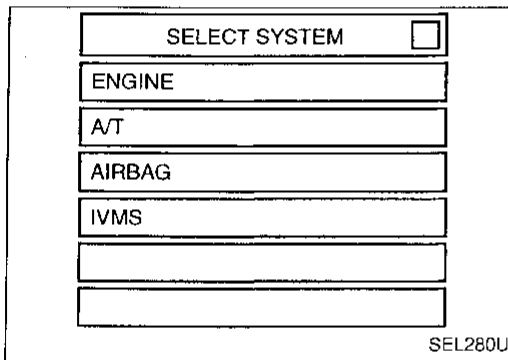 SELECT SYSTEM
ENGINE
A/T
AIRBAG
IVMS
SEL280U